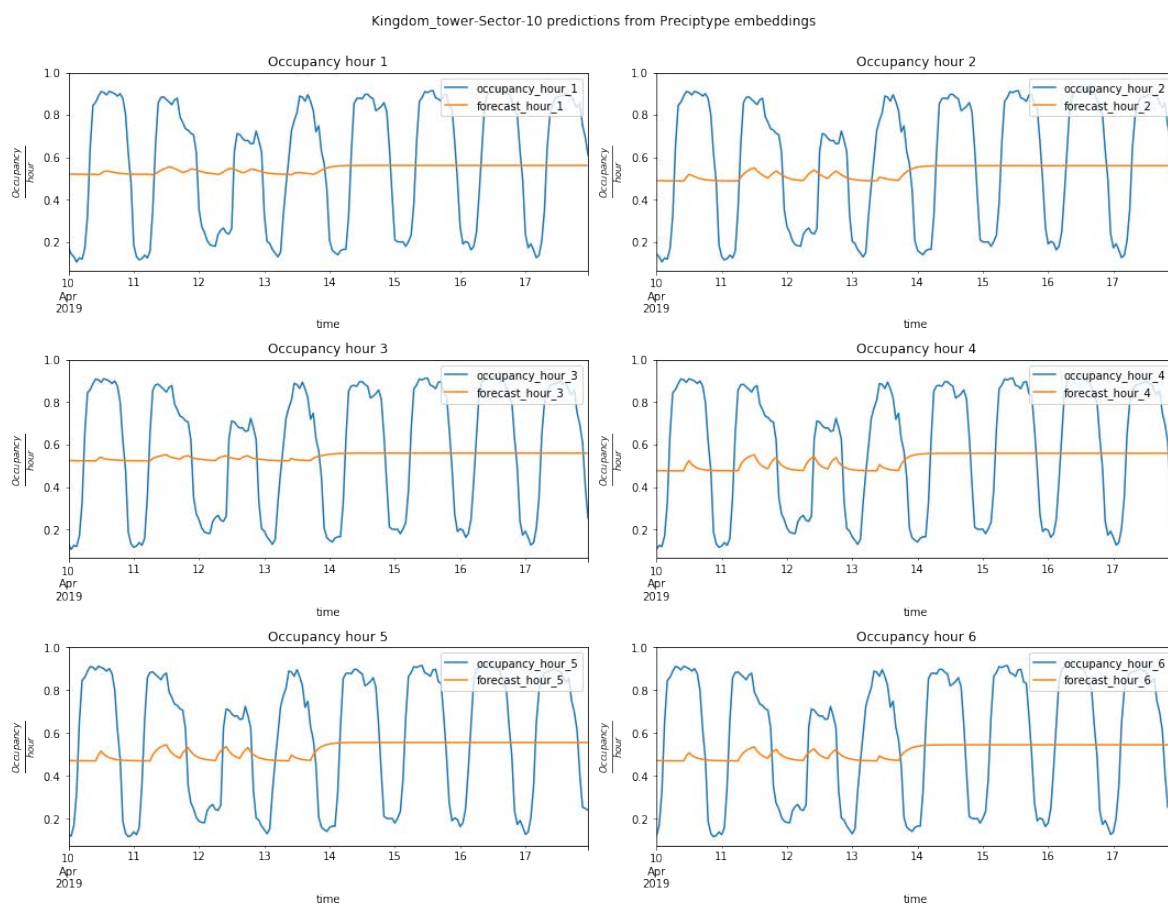 Kingdom_tower-Sector-10 predictions from Preciptype embeddings
Occupancy hour 1
1.0
0.8
0.6
0.4
0.2
Occupancy
hour
occupancy_hour_1
forecast_hour_1
10
11
12
13
14
15
16
17
Apr
2019
time
Occupancy hour 2
1.0
0.8
0.6
0.4
0.2
Occupancy
hour
occupancy_hour_2
forecast_hour_2
10
11
12
13
14
15
16
17
Apr
2019
time
Occupancy hour 3
1.0
0.8
0.6
0.4
0.2
Occupancy
hour
occupancy_hour_3
forecast_hour_3
10
11
12
13
14
15
16
17
Apr
2019
time
Occupancy hour 4
1.0
0.8
0.6
0.4
0.2
Occupancy
hour
occupancy_hour_4
forecast_hour_4
10
11
12
13
14
15
16
17
Apr
2019
time
Occupancy hour 5
1.0
0.8
0.6
0.4
0.2
Occupancy
hour
occupancy_hour_5
forecast_hour_5
10
11
12
13
14
15
16
17
Apr
2019
time
Occupancy hour 6
1.0
0.8
0.6
0.4
0.2
Occupancy
hour
occupancy_hour_6
forecast_hour_6
10
11
12
13
14
15
16
17
Apr
2019
time